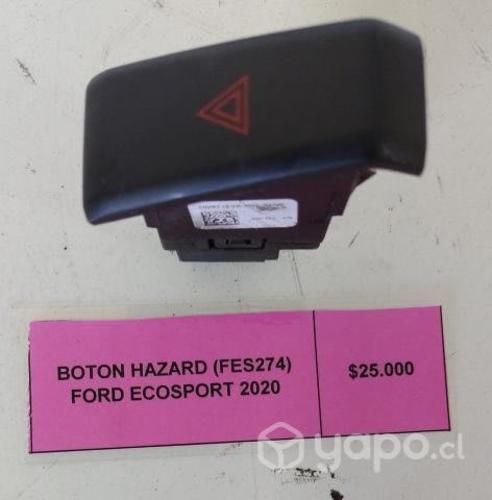 BOTON HAZARD (FES274)
FORD ECOSPORT 2020
$25.000
yapo.cl